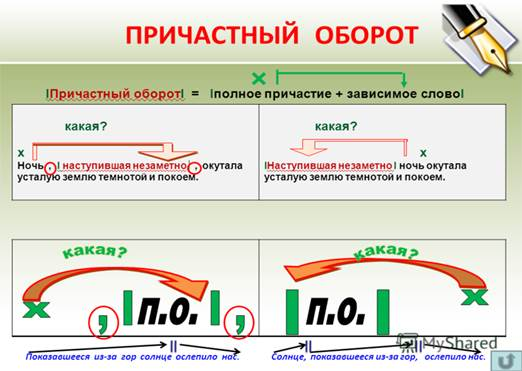 ПРИЧАСТНЫЙ ОБОРОТ
х
|Причастный оборот| = |полное причастие + зависимое слово|
какая?
х
Ночь , | наступившая незаметно| , окутала
усталую землю темнотой и покоем.
какая?
х
|Наступившая незаметно | ночь окутала
усталую землю темнотой и покоем.
какая?
х , | п.о. | ,
какая?
| п.о. | х
Показавшееся из-за гор солнце ослепило нас.
Солнце, показавшееся из-за гор, ослепило нас.
MyShared